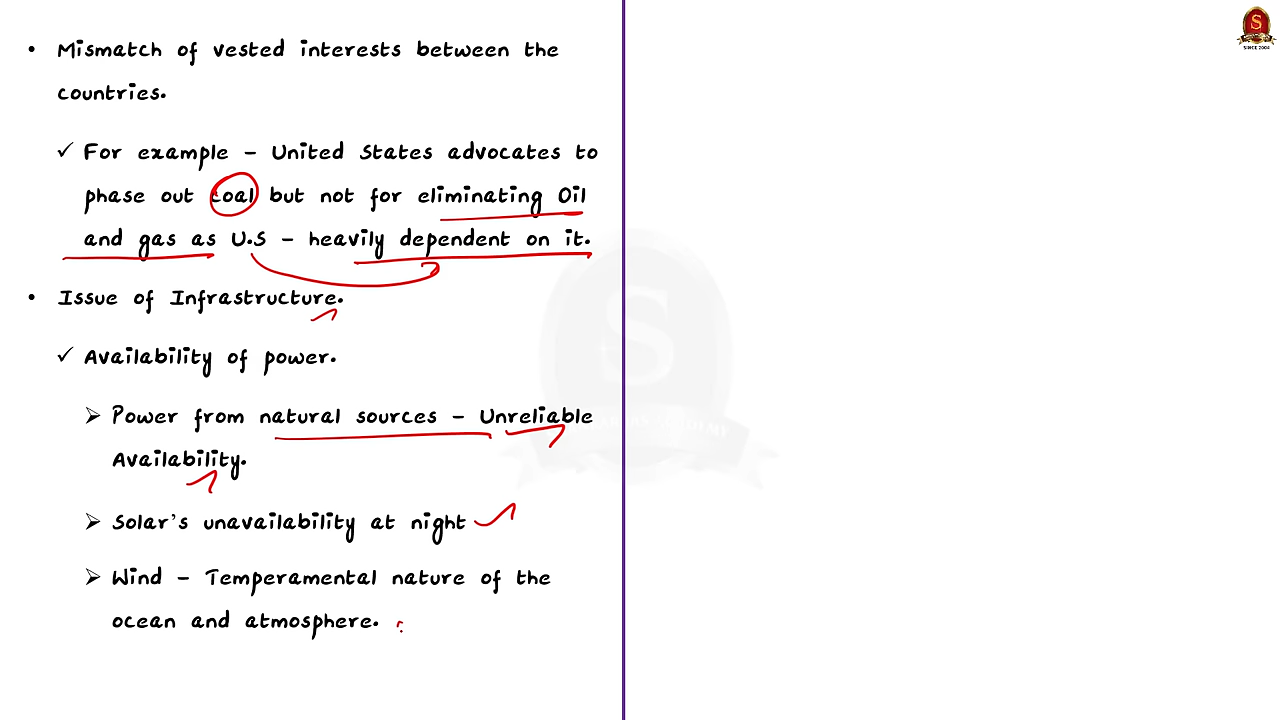 • Mismatch of vested interests between the
countries.
✓ For example – United States advocates to
phase out coal but not for eliminating Oil
and gas as U.S – heavily dependent on it.
• Issue of Infrastructure.
✓ Availability of power.
➢ Power from natural sources – Unreliable
Availability.
➢ Solar's unavailability at night
➢ Wind – Temperamental nature of the
ocean and atmosphere.
S
SINCE 2004
S